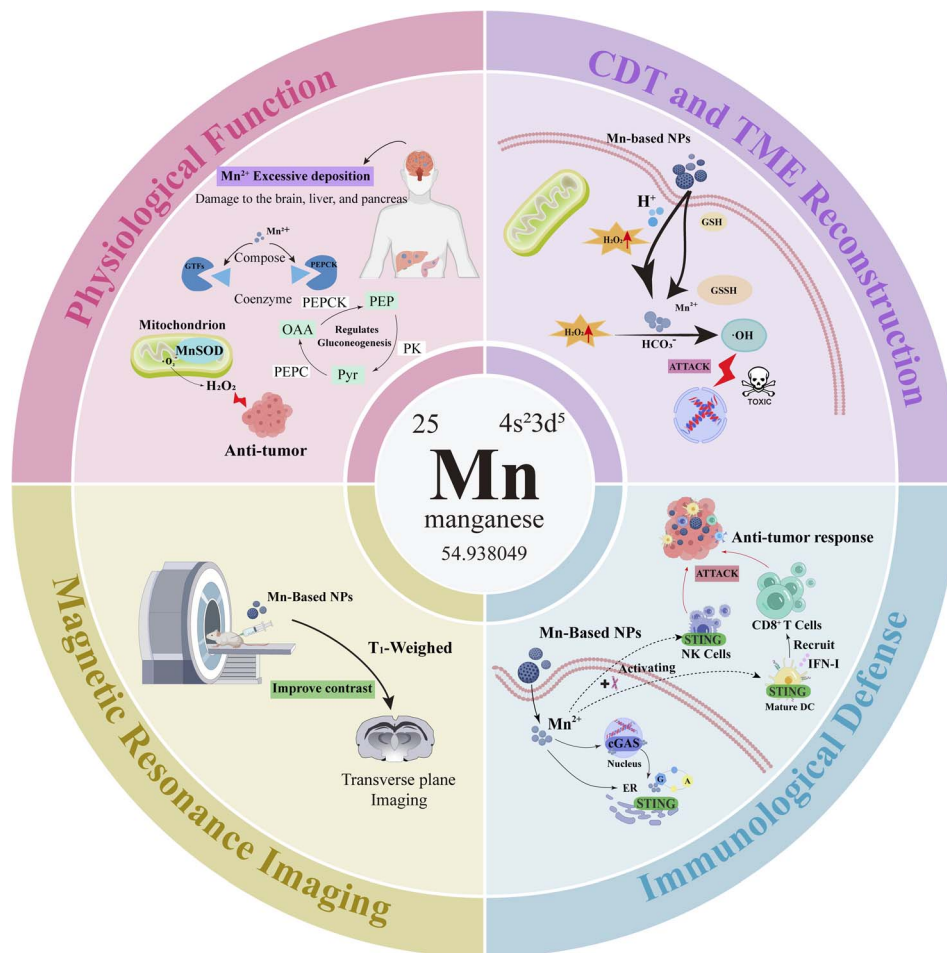 Physiological Function
Mn²⁺ Excessive deposition
Damage to the brain, liver, and pancreas
Mn²⁺
GTFs
Compose
PEPCK
Coenzyme
PEPCK
PEP
OAA
Regulates
Gluconeogenesis
PK
PEPC
Pyr
Mitochondrion
MnSOD
·O₂⁻
H₂O₂
Anti-tumor
CDT and TME Reconstruction
Mn-based NPs
H⁺
GSH
H₂O₂
GSSH
Mn²⁺
H₂O₂
HCO₃⁻
·OH
ATTACK
TOXIC
25
4s²3d⁵
Mn
manganese
54.938049
Magnetic Resonance Imaging
Mn-Based NPs
T₁-Weighed
Improve contrast
Transverse plane
Imaging
Immunological Defense
Anti-tumor response
ATTACK
CD8⁺ T Cells
STING
NK Cells
Recruit
IFN-I
Mn-Based NPs
Activating
+
STING
Mature DC
Mn²⁺
cGAS
Nucleus
G
A
ER
STING